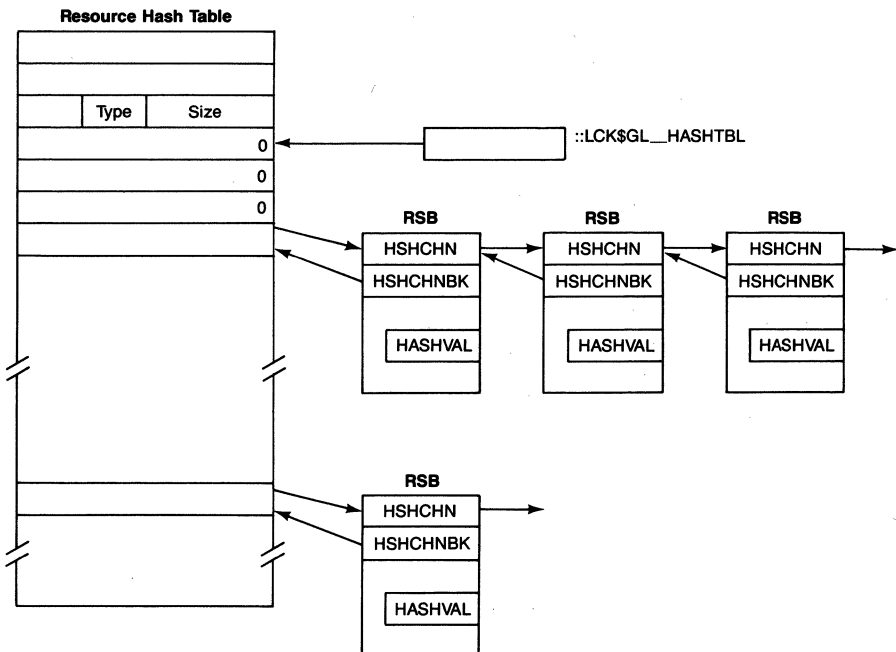 Resource Hash Table
Type Size
0
::LCK$GL__HASHTBL
0
0
RSB RSB RSB
HSHCHN HSHCHN HSHCHN
HSHCHNBK HSHCHNBK HSHCHNBK
HASHVAL HASHVAL HASHVAL
RSB
HSHCHN
HSHCHNBK
HASHVAL